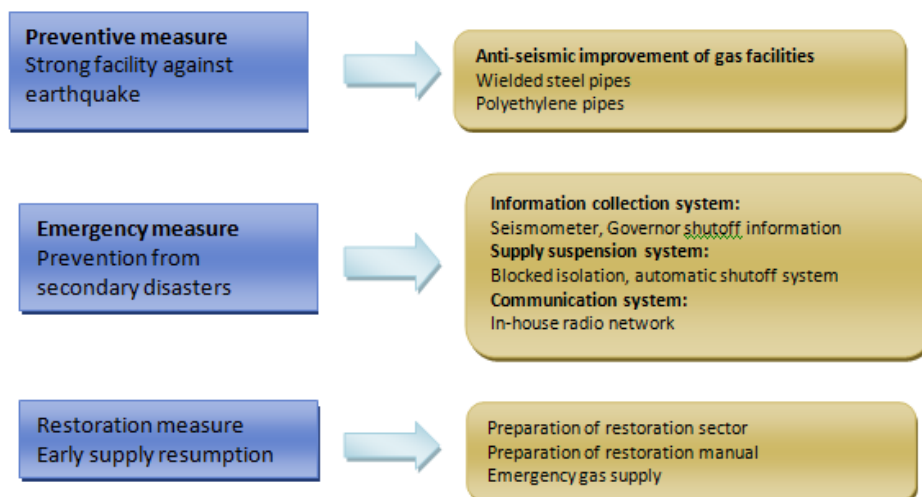 Preventive measure
Strong facility against
earthquake
Anti-seismic improvement of gas facilities
Wielded steel pipes
Polyethylene pipes
Emergency measure
Prevention from
secondary disasters
Information collection system:
Seismometer, Governor shutoff information
Supply suspension system:
Blocked isolation, automatic shutoff system
Communication system:
In-house radio network
Restoration measure
Early supply resumption
Preparation of restoration sector
Preparation of restoration manual
Emergency gas supply